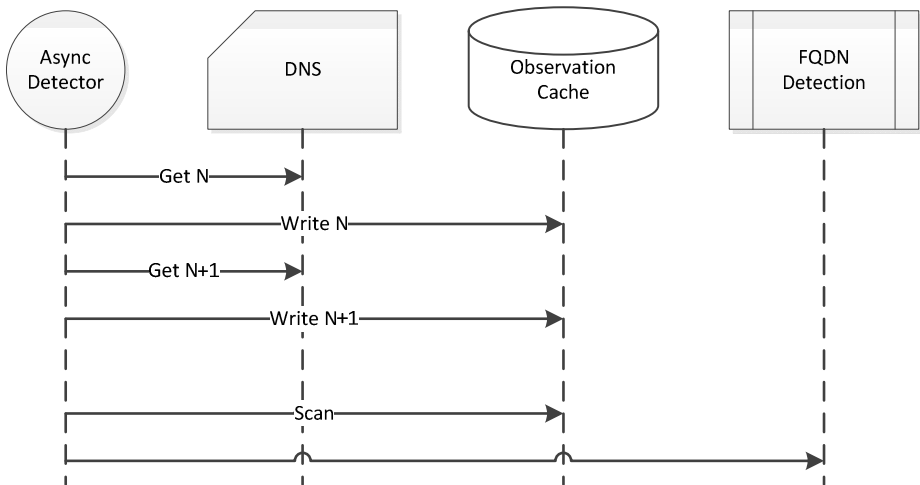 Async
Detector
DNS
Observation
Cache
FQDN
Detection
Get N
Write N
Get N+1
Write N+1
Scan